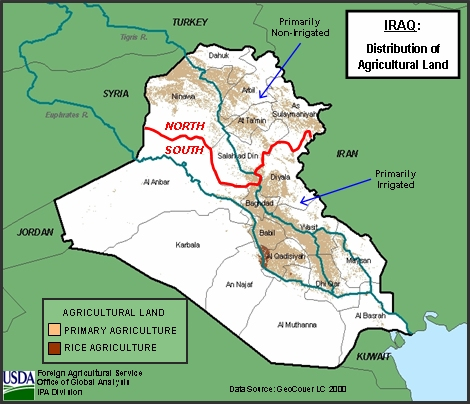 IRAQ:
Distribution of
Agricultural Land
TURKEY
Primarily
Non-Irrigated
Tigris R.
Dahuk
SYRIA
Ninawa
Arbil
As
Sulaymaniyah
At Ta'min
Euphrates R.
NORTH
SOUTH
Salahad Din
IRAN
Diyala
Primarily
Irrigated
Al Anbar
Baghdad
JORDAN
Karbala
Babil
Wasit
Al Qadisiyah
Maysan
An Najaf
Dhi Qar
Al Basrah
Al Muthanna
KUWAIT
AGRICULTURAL LAND
PRIMARY AGRICULTURE
RICE AGRICULTURE
USDA
Foreign Agricultural Service
Office of Global Analysis
IPA Division
Data Source: GeoCover LC 2000